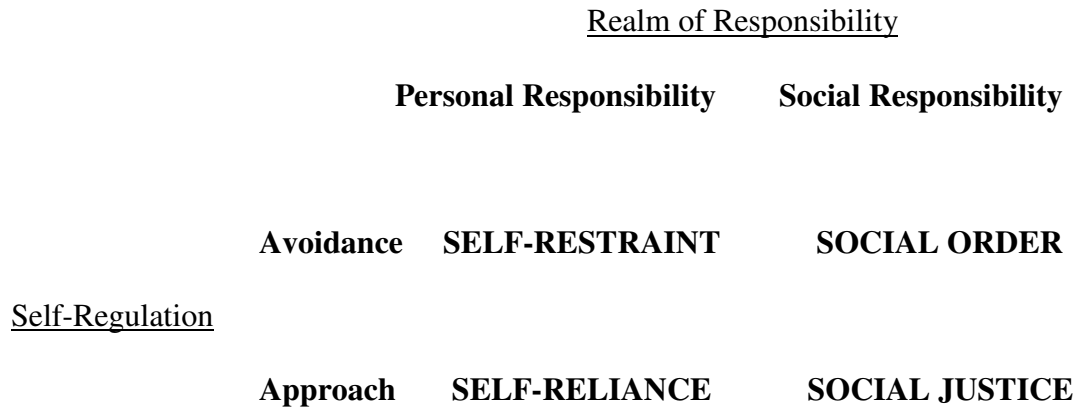 Realm of Responsibility
Personal Responsibility Social Responsibility
Avoidance SELF-RESTRAINT SOCIAL ORDER
Self-Regulation
Approach SELF-RELIANCE SOCIAL JUSTICE